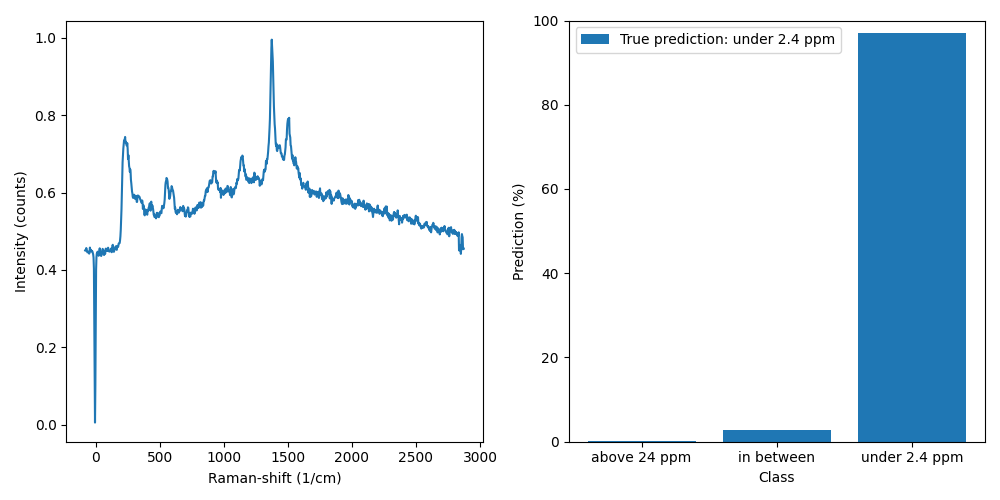 1.0
0.8
0.6
0.4
0.2
0.0
Intensity (counts)
0 500 1000 1500 2000 2500 3000
Raman-shift (1/cm)
100
80
60
40
20
0
Prediction (%)
True prediction: under 2.4 ppm
above 24 ppm in between under 2.4 ppm
Class